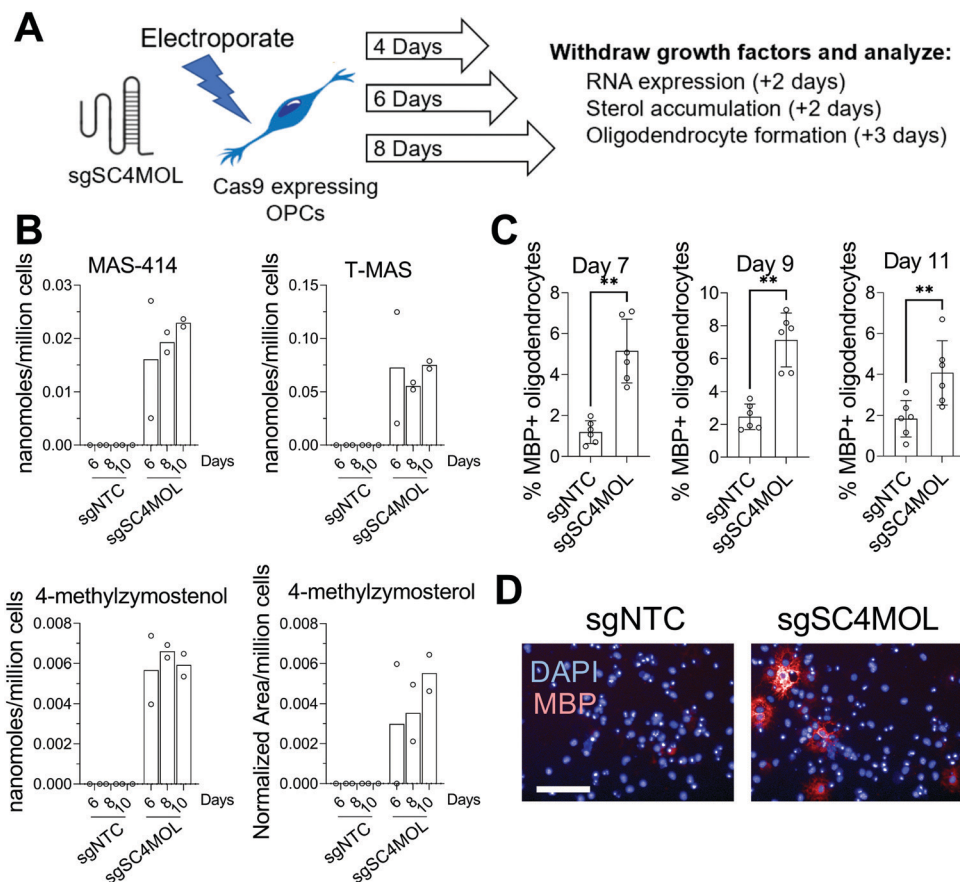 A
Electroporate
sgSC4MOL
Cas9 expressing
OPCs
4 Days
6 Days
8 Days
Withdraw growth factors and analyze:
RNA expression (+2 days)
Sterol accumulation (+2 days)
Oligodendrocyte formation (+3 days)
B
MAS-414
nanomoles/million cells
0.03
0.02
0.01
0.00
6
8
10
6
8
10
Days
sgNTC
sgSC4MOL
T-MAS
nanomoles/million cells
0.15
0.10
0.05
0.00
6
8
10
6
8
10
Days
sgNTC
sgSC4MOL
4-methylzymostenol
nanomoles/million cells
0.008
0.006
0.004
0.002
0.000
6
8
10
6
8
10
Days
sgNTC
sgSC4MOL
4-methylzymosterol
Normalized Area/million cells
0.008
0.006
0.004
0.002
0.000
6
8
10
6
8
10
Days
sgNTC
sgSC4MOL
C
Day 7
**
% MBP+ oligodendrocytes
8
6
4
2
0
sgNTC
sgSC4MOL
Day 9
**
% MBP+ oligodendrocytes
10
8
6
4
2
0
sgNTC
sgSC4MOL
Day 11
**
% MBP+ oligodendrocytes
8
6
4
2
0
sgNTC
sgSC4MOL
D
sgNTC
sgSC4MOL
DAPI
MBP